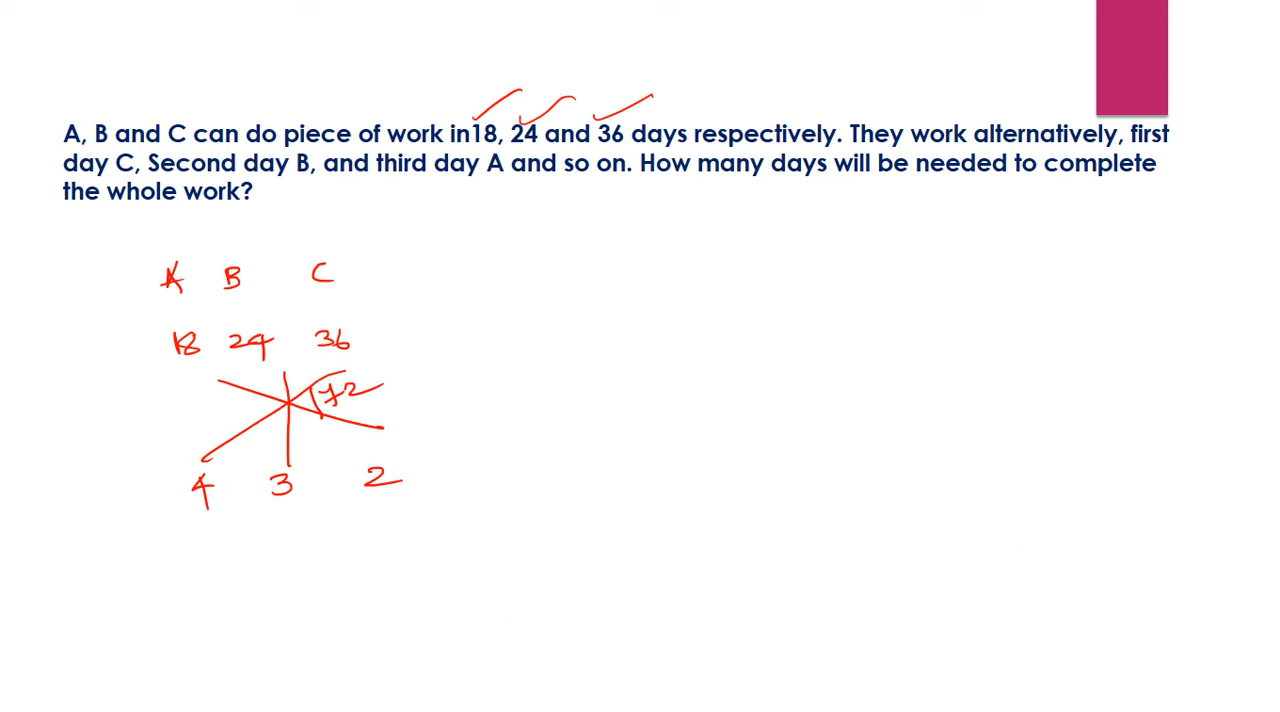 A, B and C can do piece of work in18, 24 and 36 days respectively. They work alternatively, first
day C, Second day B, and third day A and so on. How many days will be needed to complete
the whole work?
A B C
18 24 36
72
4 3 2